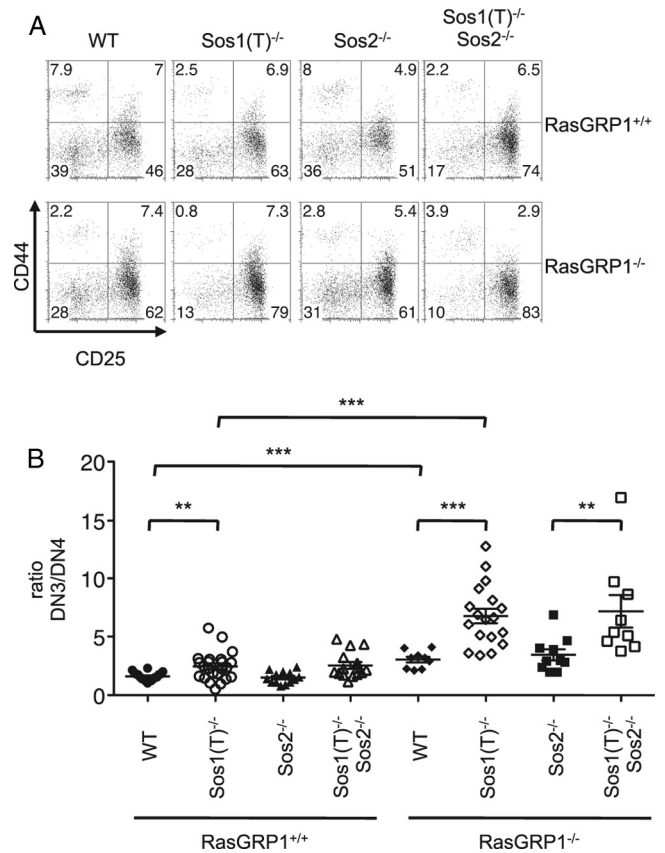 A
WT
Sos1(T)-/-
Sos2-/-
Sos1(T)-/-
Sos2-/-
7.9 7
39 46
2.5 6.9
28 63
8 4.9
36 51
2.2 6.5
17 74
RasGRP1+/+
2.2 7.4
28 62
0.8 7.3
13 79
2.8 5.4
31 61
3.9 2.9
10 83
RasGRP1-/-
CD44
CD25
B
***
***
**
***
**
20
15
10
5
0
ratio
DN3/DN4
WT
Sos1(T)-/-
Sos2-/-
Sos1(T)-/-
Sos2-/-
WT
Sos1(T)-/-
Sos2-/-
Sos1(T)-/-
Sos2-/-
RasGRP1+/+
RasGRP1-/-